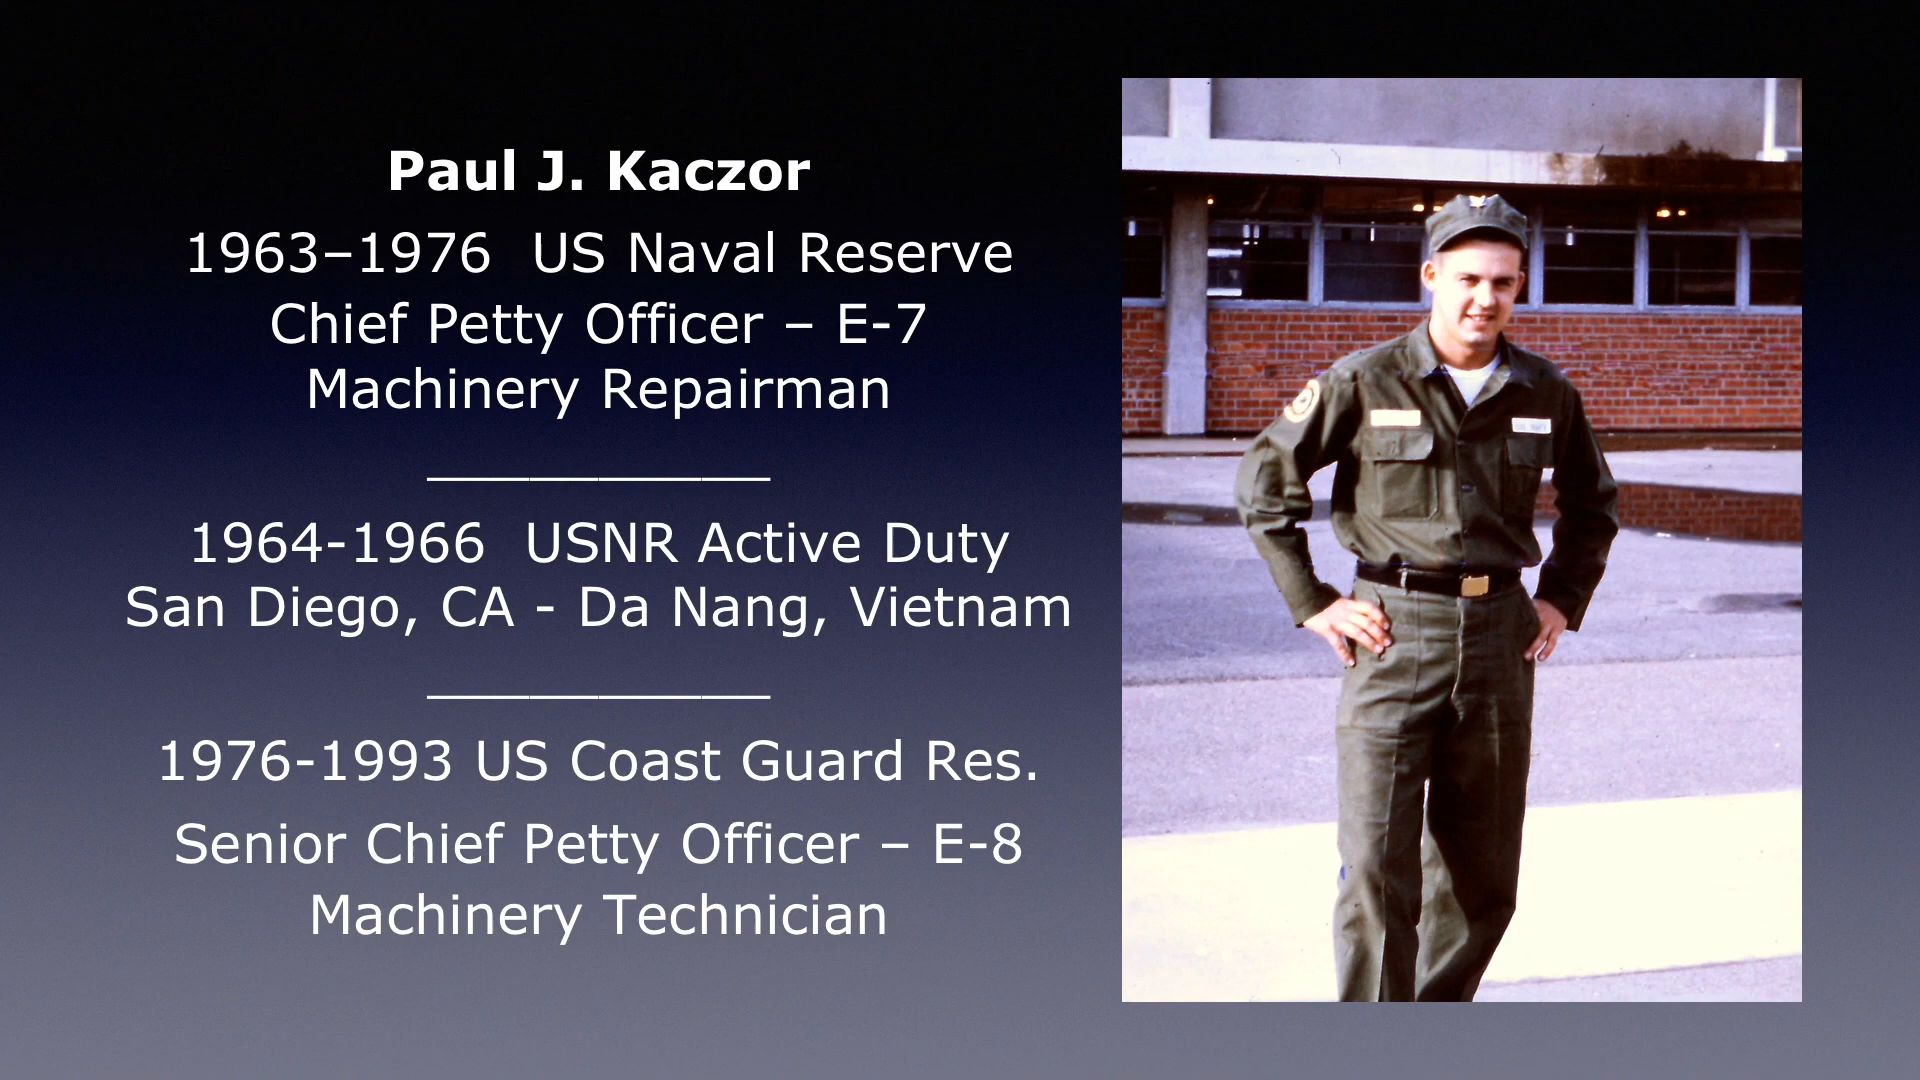 Paul J. Kaczor
1963–1976 US Naval Reserve
Chief Petty Officer – E-7
Machinery Repairman
1964-1966 USNR Active Duty
San Diego, CA - Da Nang, Vietnam
1976-1993 US Coast Guard Res.
Senior Chief Petty Officer – E-8
Machinery Technician